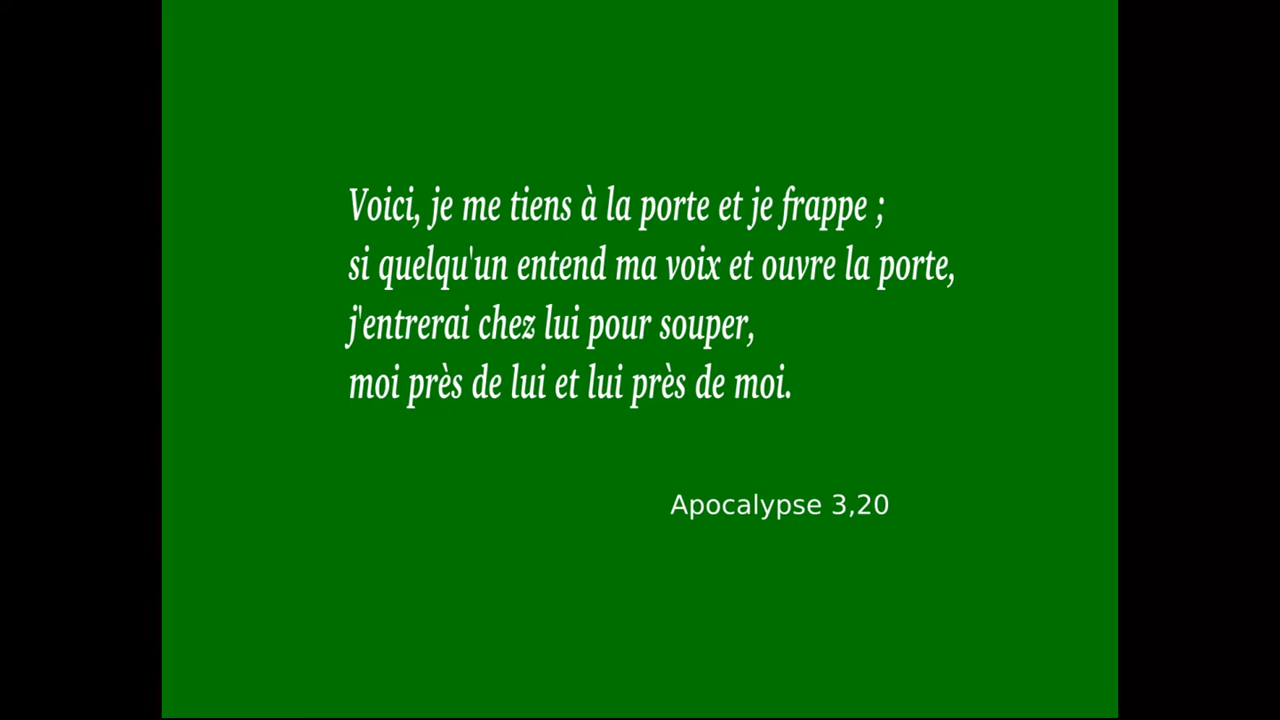 Voici, je me tiens à la porte et je frappe ;
si quelqu'un entend ma voix et ouvre la porte,
j'entrerai chez lui pour souper,
moi près de lui et lui près de moi.
Apocalypse 3,20